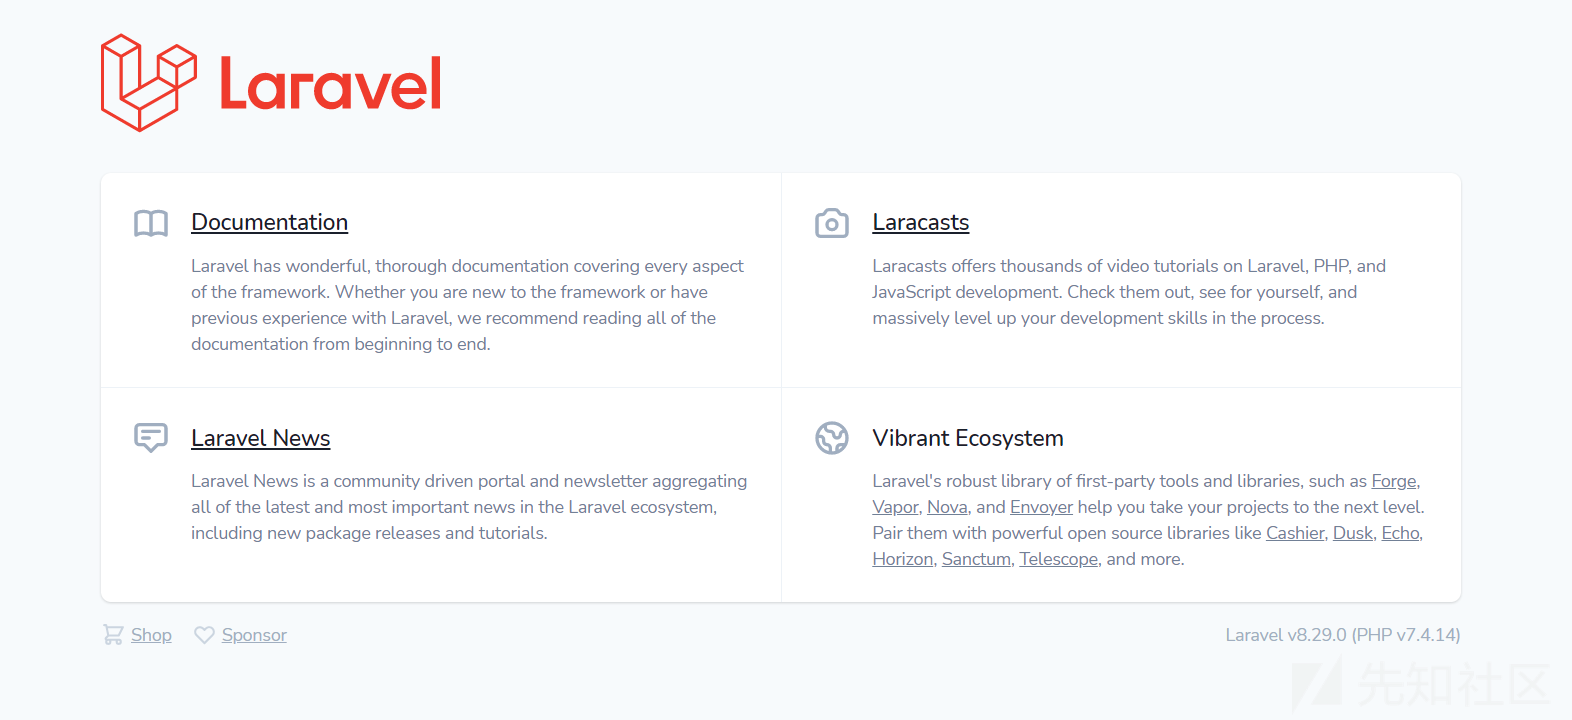 Laravel
Documentation
Laravel has wonderful, thorough documentation covering every aspect
of the framework. Whether you are new to the framework or have
previous experience with Laravel, we recommend reading all of the
documentation from beginning to end.
Laracasts
Laracasts offers thousands of video tutorials on Laravel, PHP, and
JavaScript development. Check them out, see for yourself, and
massively level up your development skills in the process.
Laravel News
Laravel News is a community driven portal and newsletter aggregating
all of the latest and most important news in the Laravel ecosystem,
including new package releases and tutorials.
Vibrant Ecosystem
Laravel's robust library of first-party tools and libraries, such as Forge,
Vapor, Nova, and Envoyer help you take your projects to the next level.
Pair them with powerful open source libraries like Cashier, Dusk, Echo,
Horizon, Sanctum, Telescope, and more.
Shop
Sponsor
Laravel v8.29.0 (PHP v7.4.14)
先知社区